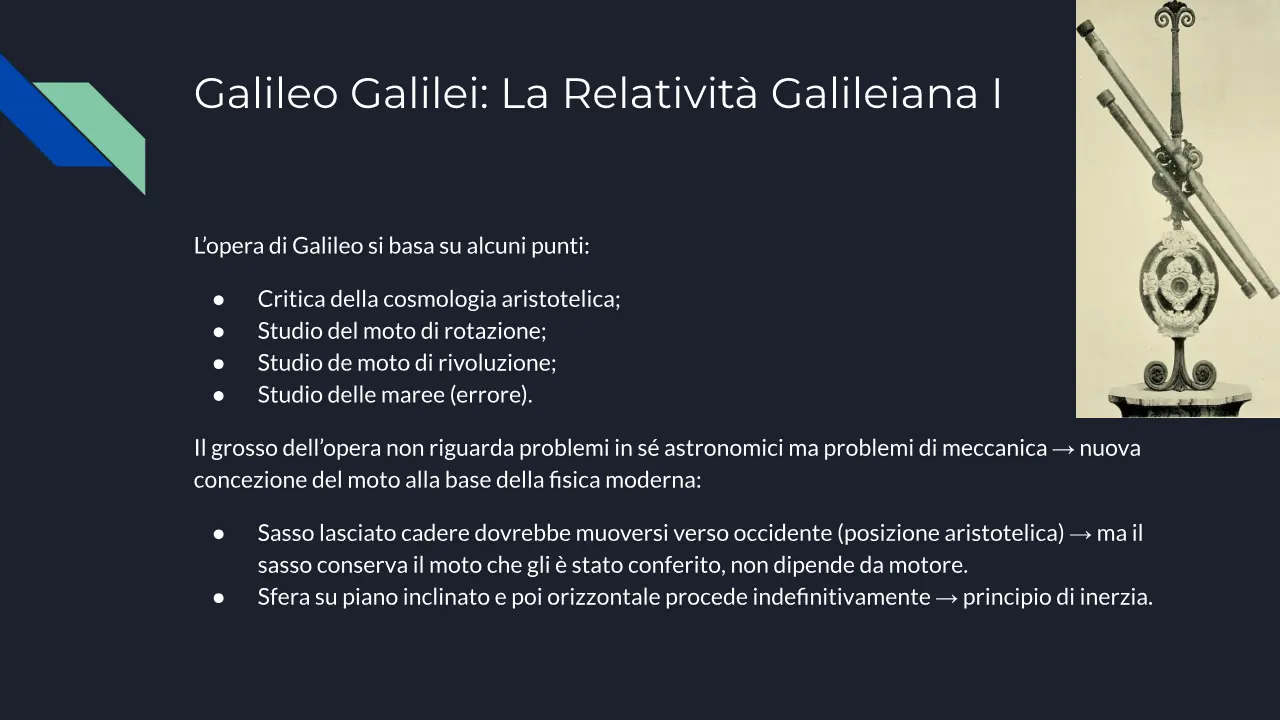 Galileo Galilei: La Relatività Galileiana I
L’opera di Galileo si basa su alcuni punti:
● Critica della cosmologia aristotelica;
● Studio del moto di rotazione;
● Studio de moto di rivoluzione;
● Studio delle maree (errore).
Il grosso dell’opera non riguarda problemi in sé astronomici ma problemi di meccanica → nuova
concezione del moto alla base della fisica moderna:
● Sasso lasciato cadere dovrebbe muoversi verso occidente (posizione aristotelica) → ma il
sasso conserva il moto che gli è stato conferito, non dipende da motore.
● Sfera su piano inclinato e poi orizzontale procede indefinitivamente → principio di inerzia.